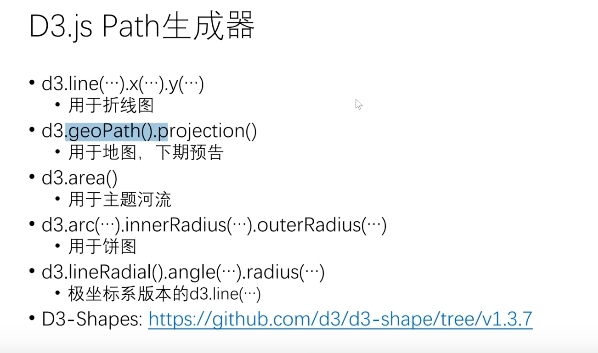 D3.js Path生成器
• d3.line(…).x(…).y(…)
• 用于折线图
• d3.geoPath().projection()
• 用于地图，下期预告
• d3.area()
• 用于主题河流
• d3.arc(…).innerRadius(…).outerRadius(…)
• 用于饼图
• d3.lineRadial().angle(…).radius(…)
• 极坐标系版本的d3.line(…)
• D3-Shapes: https://github.com/d3/d3-shape/tree/v1.3.7